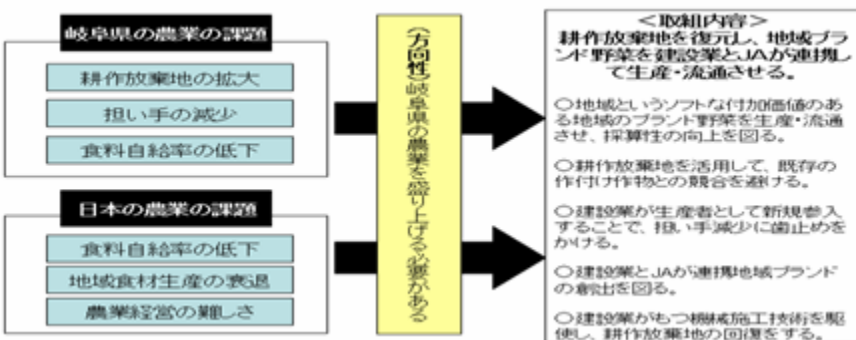 岐阜県の農業の課題
耕作放棄地の拡大
担い手の減少
食料自給率の低下
日本の農業の課題
食料自給率の低下
地域食材生産の衰退
農業経営の難しさ
(方向性)岐阜県の農業を盛り上げる必要がある
<取組内容>
耕作放棄地を復元し、地域ブラ
ンド野菜を建設業とJAが連携し
て生産・流通させる。
○地域というソフトな付加価値のあ
る地域のブランド野菜を生産・流通
させ、採算性の向上を図る。
○耕作放棄地を活用して、既存の
作付け作物との競合を避ける。
○建設業が生産者として新規参入
することで、担い手減少に歯止めを
かける。
○建設業とJAが連携地域ブランド
の創出を図る。
○建設業がもつ機械施工技術を駆
使し、耕作放棄地の回復をする。